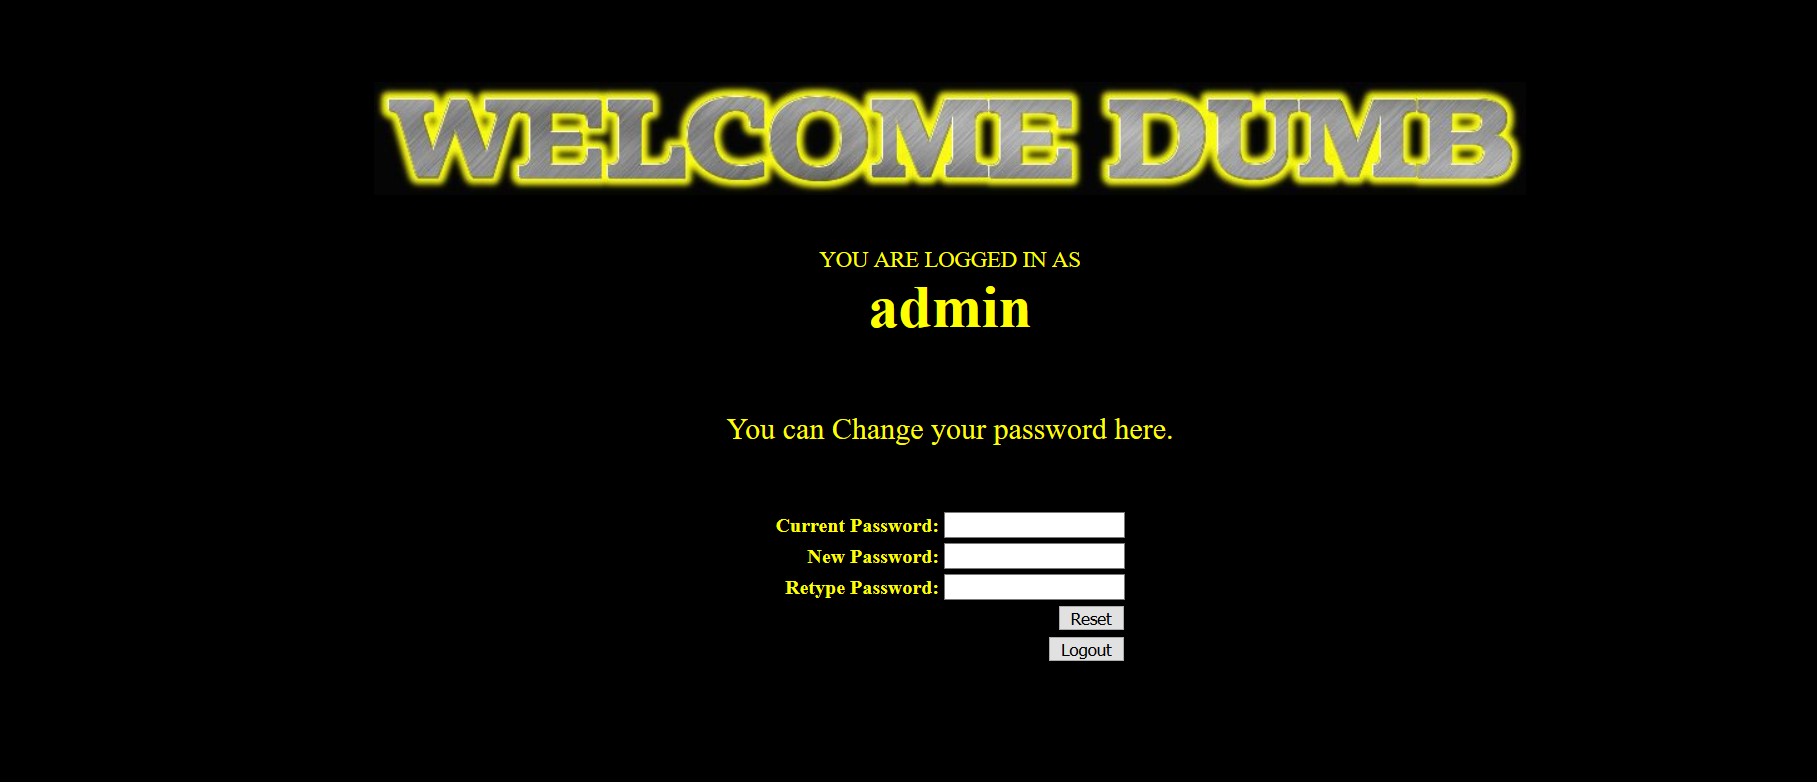 WELCOME DUMB
YOU ARE LOGGED IN AS
admin
You can Change your password here.
Current Password:
New Password:
Retype Password:
Reset
Logout